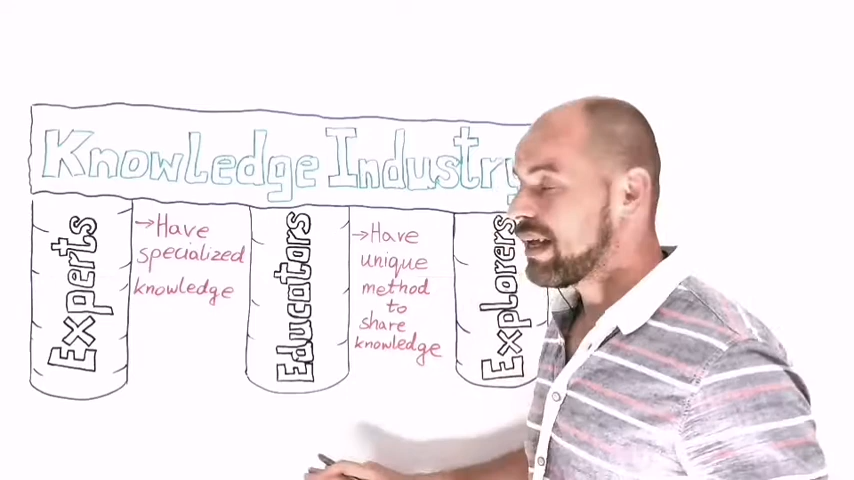 Knowledge Industry
Experts
→Have
specialized
knowledge
Educators
→Have
unique
method
to
share
knowledge
Explorers